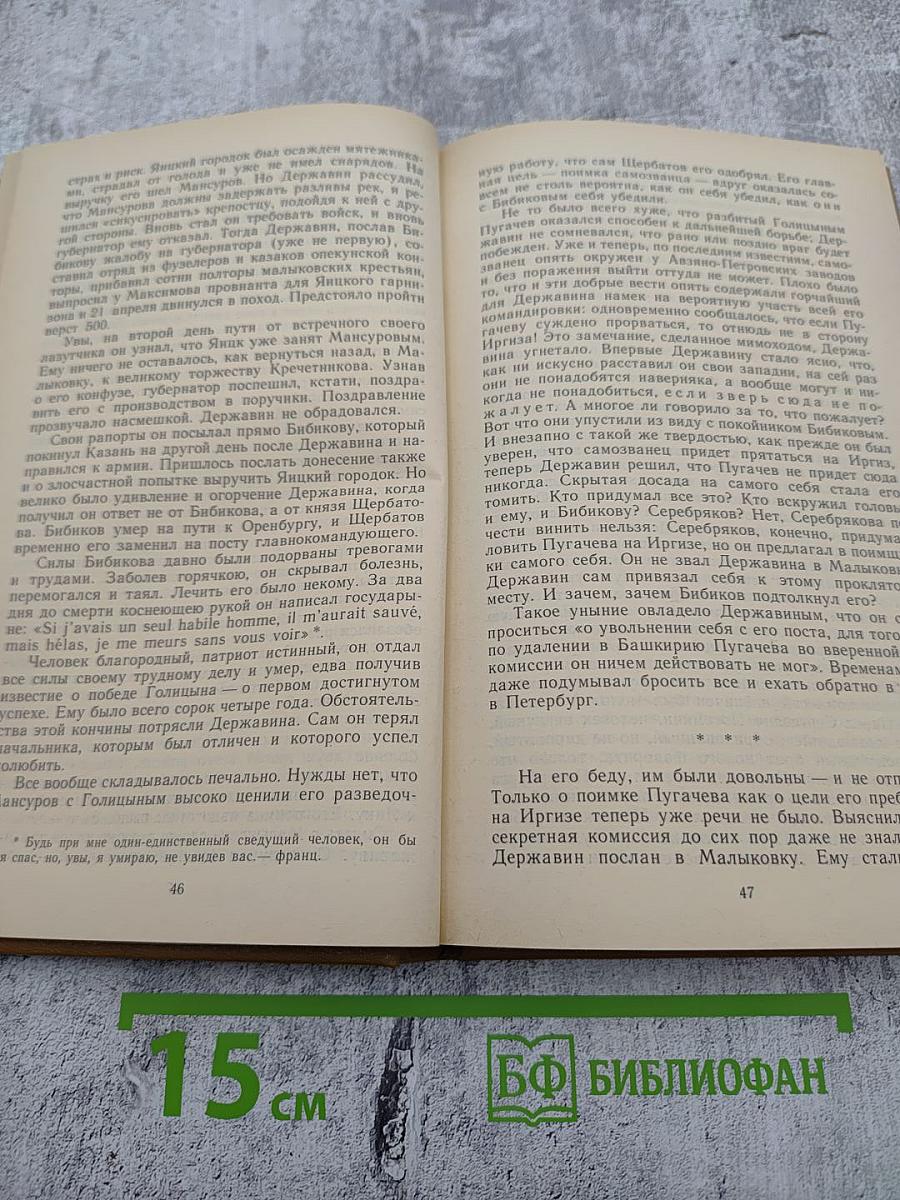 страх и риск. Яицкий городок был осажден мятежника-
ми, страдал от голода и уже не имел снарядов. На
выручку его шел Мансуров. Но Державин рассудил,
что Мансурова должны задержать разливы рек, и ре-
шился «сикусировать» крепостцу, подойдя к ней с дру-
гой стороны. Вновь стал он требовать войск, и вновь
губернатор ему отказал. Тогда Державин, послав Би-
бикову жалобу на губернатора (уже не первую), со-
ставил отряд из фузелеров и казаков опекунской кон-
торы, прибавил сотни полторы малыковских крестьян,
выпросил у Максимова провианта для Яицкого гарни-
зона и 21 апреля двинулся в поход. Предстояло пройти
верст 500.
Увы, на второй день пути от встречного своего
лазутчика он узнал, что Яицк уже занят Мансуровым.
Ему ничего не оставалось, как вернуться назад, в Ма-
лыковку, к великому торжеству Кречетникова. Узнав
о его конфузе, губернатор поспешил, кстати, поздра-
вить его с производством в поручики. Поздравление
прозвучало насмешкой. Державин не обрадовался.
Свои рапорты он посылал прямо Бибикову, который
покинул Казань на другой день после Державина и на-
правился к армии. Пришлось послать донесение также
и о злосчастной попытке выручить Яицкий городок. Но
велико было удивление и огорчение Державина, когда
получил он ответ не от Бибикова, а от князя Щербато-
ва. Бибиков умер на пути к Оренбургу, и Щербатов
временно его заменил на посту главнокомандующего.
Силы Бибикова давно были подорваны тревогами
и трудами. Заболев горячкою, он скрывал болезнь,
перемогался и таял. Лечить его было некому. За два
дня до смерти коснеющею рукой он написал государы-
не: «Si j'avais un seul habile homme, il m'aurait sauvé,
mais hélas, je me meurs sans vous voir» *.
Человек благородный, патриот истинный, он отдал
все силы своему трудному делу и умер, едва получив
известие о победе Голицына — о первом достигнутом
успехе. Ему было всего сорок четыре года. Обстоятель-
ства этой кончины потрясли Державина. Сам он терял
начальника, которым был отличен и которого успел
олюбить.
Все вообще складывалось печально. Нужды нет, что
Мансуров с Голицыным высоко ценили его разведоч-
* Будь при мне один-единственный сведущий человек, он бы
я спас, но, увы, я умираю, не увидев вас.— франц.
46
ную работу, что сам Щербатов его одобрял. Его глав-
ная цель — поимка самозванца — вдруг оказалась со-
всем не столь вероятна, как он себя убедил, как они
с Бибиковым себя убедили.
Не то было всего хуже, что разбитый Голицыным
Пугачев оказался способен к дальнейшей борьбе; Дер-
жавин не сомневался, что рано или поздно враг будет
побежден. Уже и теперь, по последним известиям, само-
званец опять окружен у Авзяно-Петровских заводов
и без поражения выйти оттуда не может. Плохо было
то, что и эти добрые вести опять содержали горчайший
для Державина намек на вероятную участь всей его
командировки: одновременно сообщалось, что если Пу-
гачеву суждено прорваться, то отнюдь не в сторону
Иргиза! Это замечание, сделанное мимоходом, Держа-
вина угнетало. Впервые Державину стало ясно, что,
как ни искусно расставил он свои западни, на сей раз
они не понадобятся наверняка, а вообще могут и ни-
когда не понадобиться, если зверь сюда не по-
жалует. А многое ли говорило за то, что пожалует?
Вот что они упустили из виду с покойником Бибиковым.
И внезапно с такой же твердостью, как прежде он был
уверен, что самозванец придет прятаться на Иргиз,
теперь Державин решил, что Пугачев не придет сюда
никогда. Скрытая досада на самого себя стала его
томить. Кто придумал все это? Кто вскружил головы
и ему, и Бибикову? Серебряков? Нет, Серебрякова по
чести винить нельзя: Серебряков, конечно, придума
ловить Пугачева на Иргизе, но он предлагал в поимщ
ки самого себя. Он не звал Державина в Малыковк
Державин сам привязал себя к этому проклято
месту. И зачем, зачем Бибиков подтолкнул его?
Такое уныние овладело Державиным, что он с
проситься «о увольнении себя с его поста, для того
по удалении в Башкирию Пугачева во вверенной
комиссии он ничем действовать не мог». Временам
даже подумывал бросить все и ехать обратно в
в Петербург.
* * *
На его беду, им были довольны — и не отп
Только о поимке Пугачева как о цели его преб
на Иргизе теперь уже речи не было. Выяснил
секретная комиссия до сих пор даже не знал
Державин послан в Малыковку. Ему стали
47
15 см
БФ БИБЛИОФАН